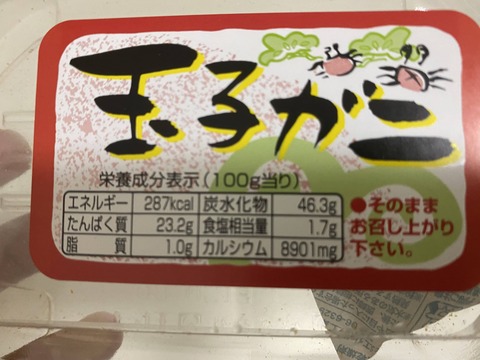 玉子がニ
栄養成分表示(100g当り)
エネルギー 287kcal 炭水化物 46.3g
たんぱく質 23.2g 食塩相当量 1.7g
脂質 1.0g カルシウム 8901mg
●そのまま
お召し上がり
下さい。